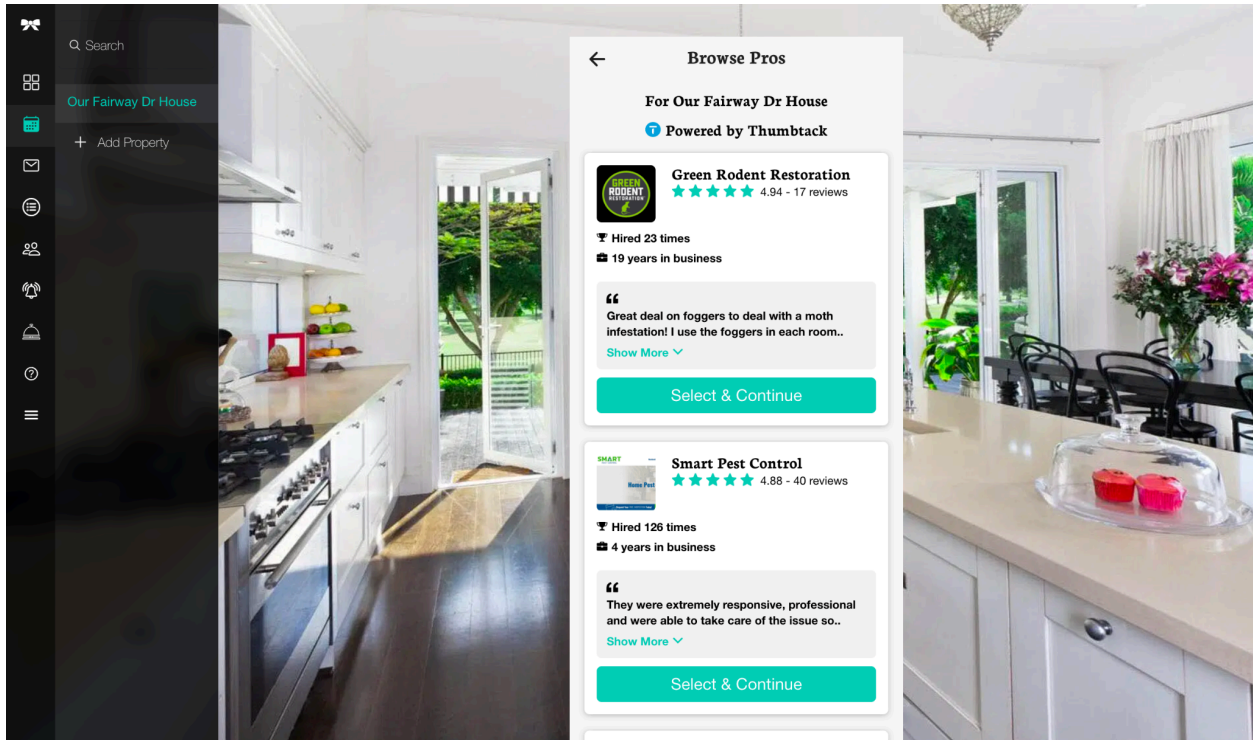 Search
Our Fairway Dr House
Add Property
Browse Pros
For Our Fairway Dr House
Powered by Thumbtack
GREEN
RODENT
RESTORATION
Green Rodent Restoration
4.94 - 17 reviews
Hired 23 times
19 years in business
“
Great deal on foggers to deal with a moth
infestation! I use the foggers in each room..
Show More
Select & Continue
SMART
Home Pest
Smart Pest Control
4.88 - 40 reviews
Hired 126 times
4 years in business
“
They were extremely responsive, professional
and were able to take care of the issue so..
Show More
Select & Continue